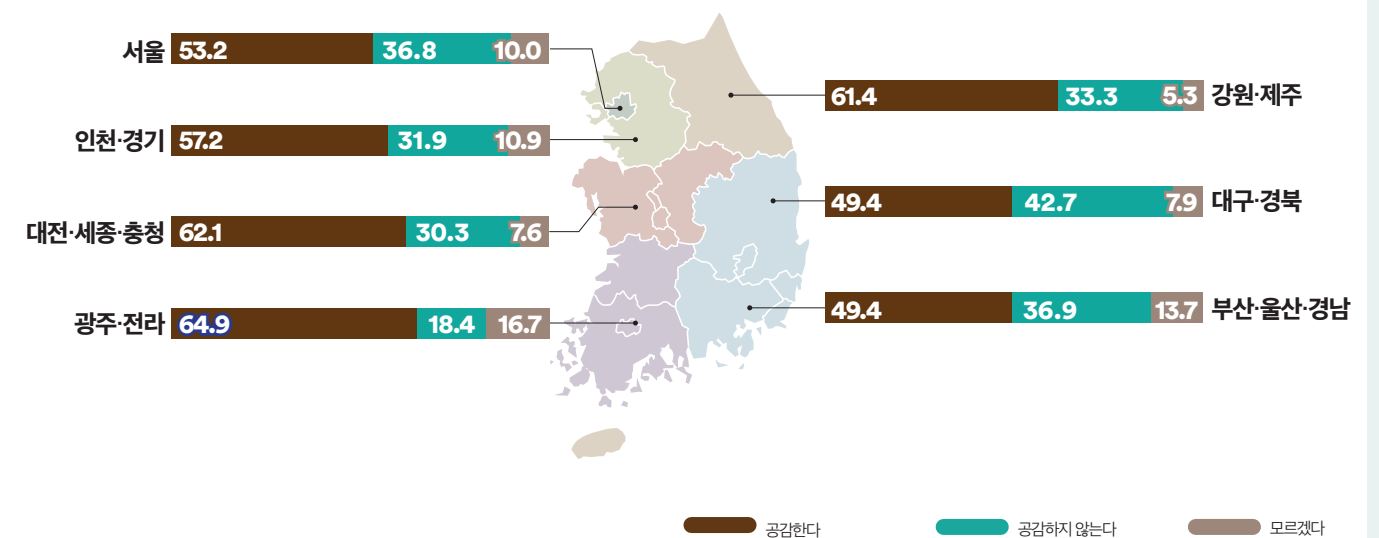 서울 53.2 36.8 10.0
인천·경기 57.2 31.9 10.9
대전·세종·충청 62.1 30.3 7.6
광주·전라 64.9 18.4 16.7
61.4 33.3 5.3 강원·제주
49.4 42.7 7.9 대구·경북
49.4 36.9 13.7 부산·울산·경남
공감한다 공감하지 않는다 모르겠다